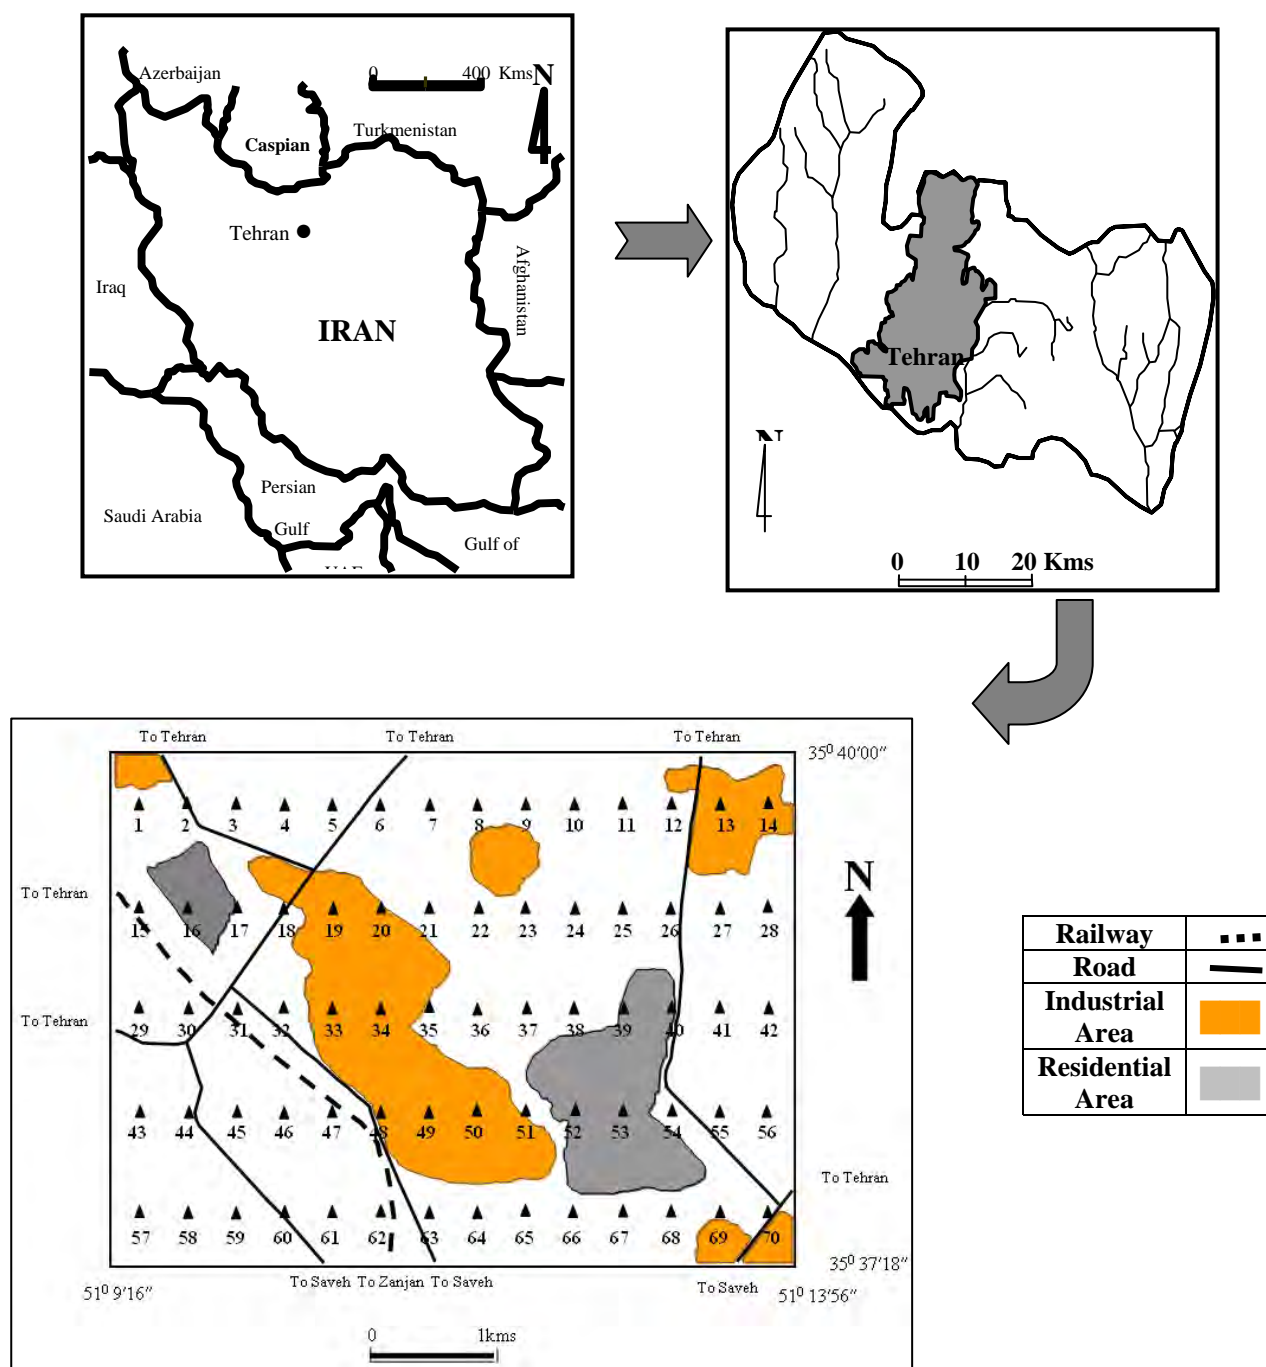 0 400 Kms N
Azerbaijan
Turkmenistan
Caspian
Tehran
Afghanistan
Iraq
IRAN
Persian
Saudi Arabia
Gulf
Gulf of
Tehran
N
0 10 20 Kms
To Tehran To Tehran To Tehran
35⁰ 40'00"
1 2 3 4 5 6 7 8 9 10 11 12 13 14
N
To Tehran
15 16 17 18 19 20 21 22 23 24 25 26 27 28
To Tehran
29 30 31 32 33 34 35 36 37 38 39 40 41 42
43 44 45 46 47 48 49 50 51 52 53 54 55 56
To Tehran
57 58 59 60 61 62 63 64 65 66 67 68 69 70
35⁰ 37'18"
To Saveh To Zanjan To Saveh To Saveh
51⁰ 9'16" 51⁰ 13'56"
0 1kms
Railway
Road
Industrial
Area
Residential
Area